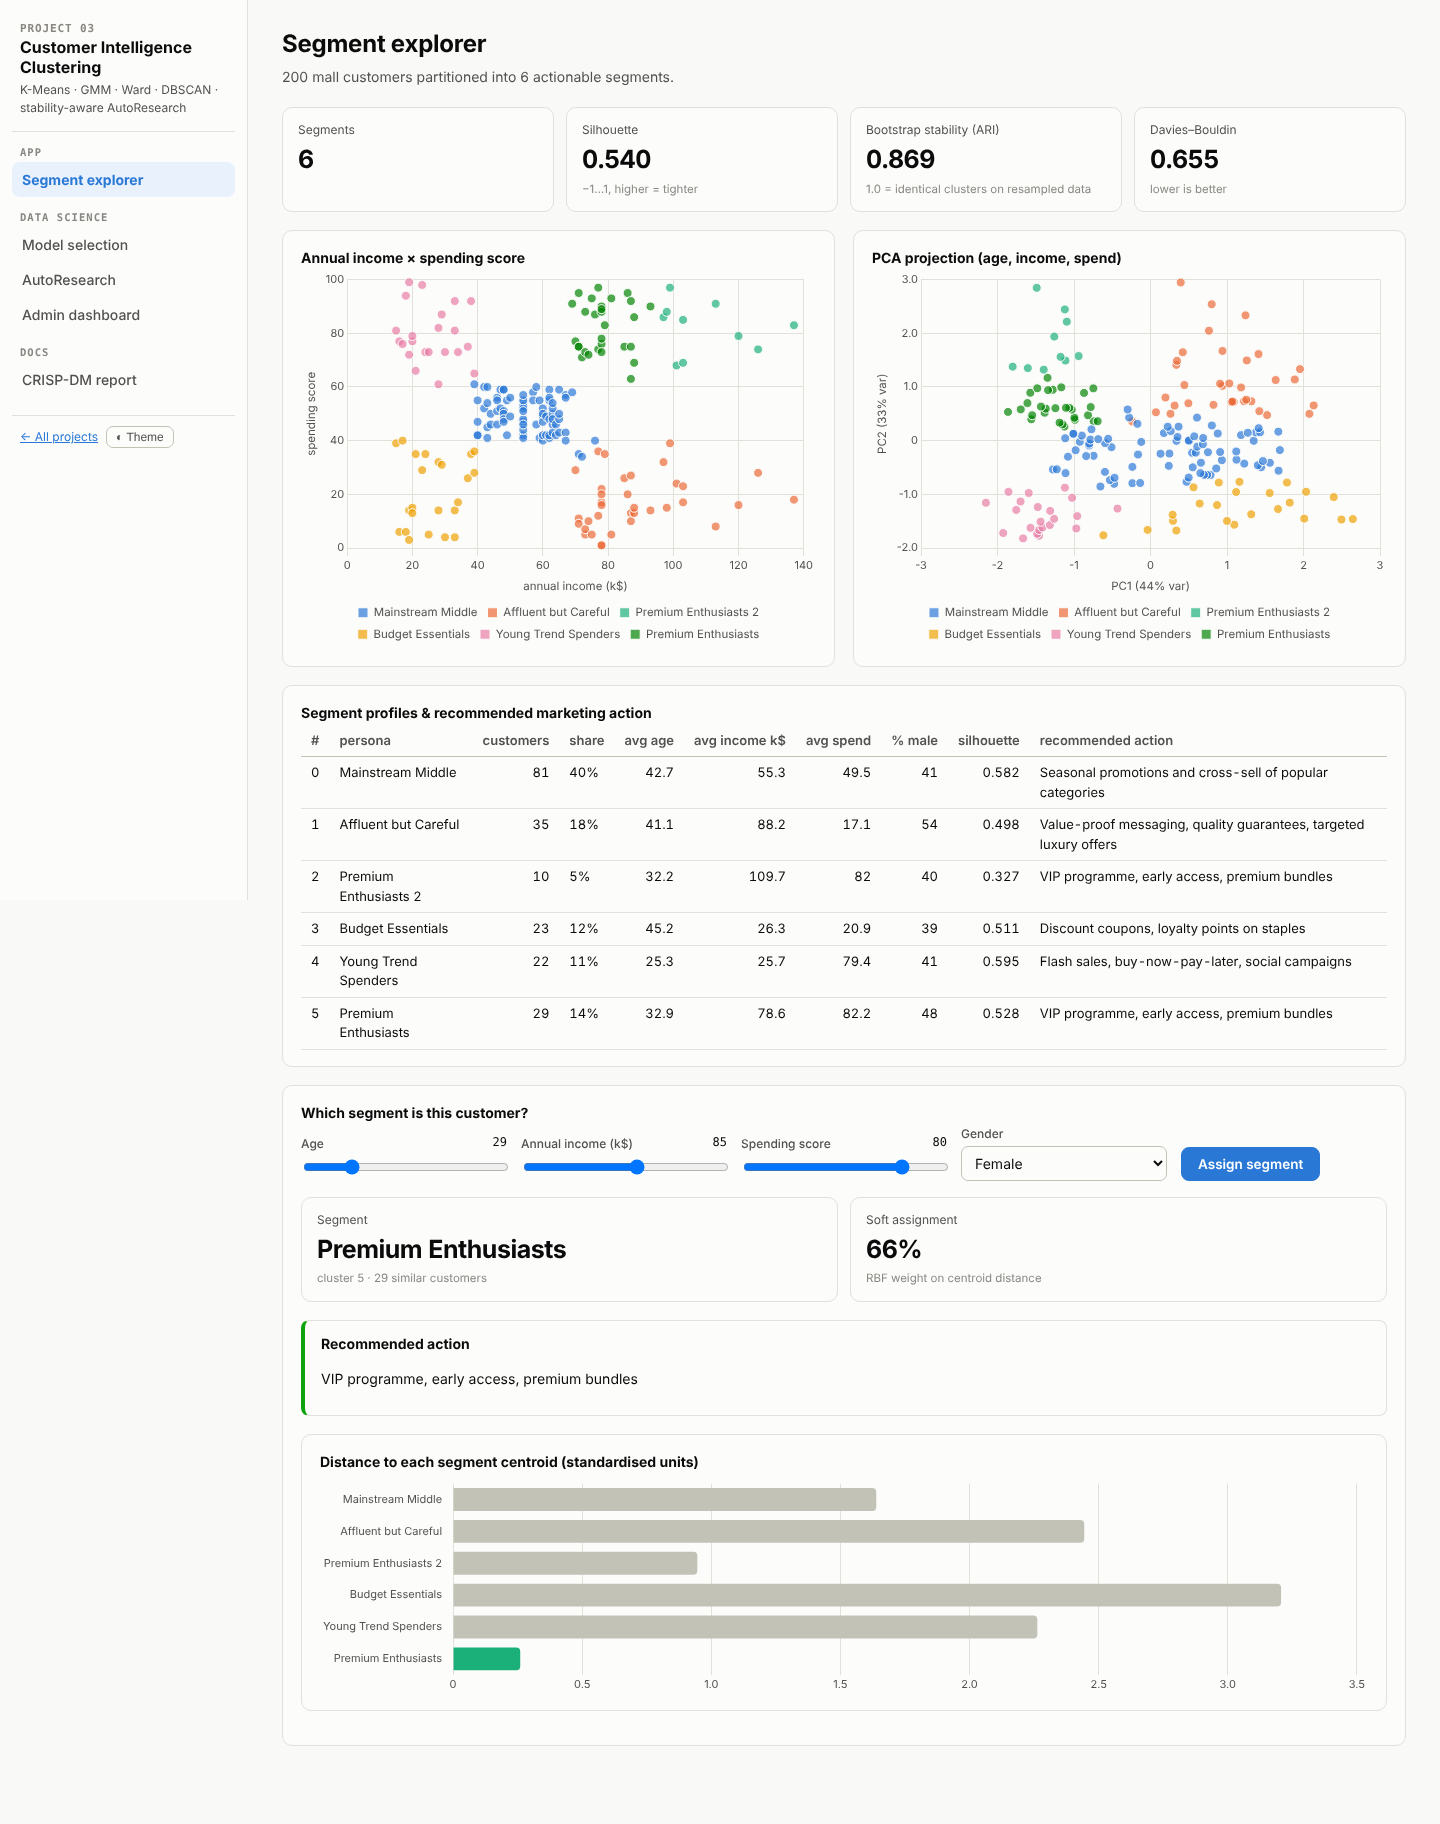 PROJECT 03
Customer Intelligence
Clustering
K-Means · GMM · Ward · DBSCAN ·
stability-aware AutoResearch
APP
Segment explorer
DATA SCIENCE
Model selection
AutoResearch
Admin dashboard
DOCS
CRISP-DM report
← All projects
Theme
Segment explorer
200 mall customers partitioned into 6 actionable segments.
Segments
6
Silhouette
0.540
−1…1, higher = tighter
Bootstrap stability (ARI)
0.869
1.0 = identical clusters on resampled data
Davies–Bouldin
0.655
lower is better
Annual income × spending score
100
80
60
40
20
0
spending score
0 20 40 60 80 100 120 140
annual income (k$)
Mainstream Middle Affluent but Careful Premium Enthusiasts 2
Budget Essentials Young Trend Spenders Premium Enthusiasts
PCA projection (age, income, spend)
3.0
2.0
1.0
0
-1.0
-2.0
PC2 (33% var)
-3 -2 -1 0 1 2 3
PC1 (44% var)
Mainstream Middle Affluent but Careful Premium Enthusiasts 2
Budget Essentials Young Trend Spenders Premium Enthusiasts
Segment profiles & recommended marketing action
# persona customers share avg age avg income k$ avg spend % male silhouette recommended action
0 Mainstream Middle 81 40% 42.7 55.3 49.5 41 0.582 Seasonal promotions and cross-sell of popular
categories
1 Affluent but Careful 35 18% 41.1 88.2 17.1 54 0.498 Value-proof messaging, quality guarantees, targeted
luxury offers
2 Premium 10 5% 32.2 109.7 82 40 0.327 VIP programme, early access, premium bundles
Enthusiasts 2
3 Budget Essentials 23 12% 45.2 26.3 20.9 39 0.511 Discount coupons, loyalty points on staples
4 Young Trend 22 11% 25.3 25.7 79.4 41 0.595 Flash sales, buy-now-pay-later, social campaigns
Spenders
5 Premium 29 14% 32.9 78.6 82.2 48 0.528 VIP programme, early access, premium bundles
Enthusiasts
Which segment is this customer?
Age 29
Annual income (k$) 85
Spending score 80
Gender
Female
Assign segment
Segment
Premium Enthusiasts
cluster 5 · 29 similar customers
Soft assignment
66%
RBF weight on centroid distance
Recommended action
VIP programme, early access, premium bundles
Distance to each segment centroid (standardised units)
Mainstream Middle
Affluent but Careful
Premium Enthusiasts 2
Budget Essentials
Young Trend Spenders
Premium Enthusiasts
0 0.5 1.0 1.5 2.0 2.5 3.0 3.5